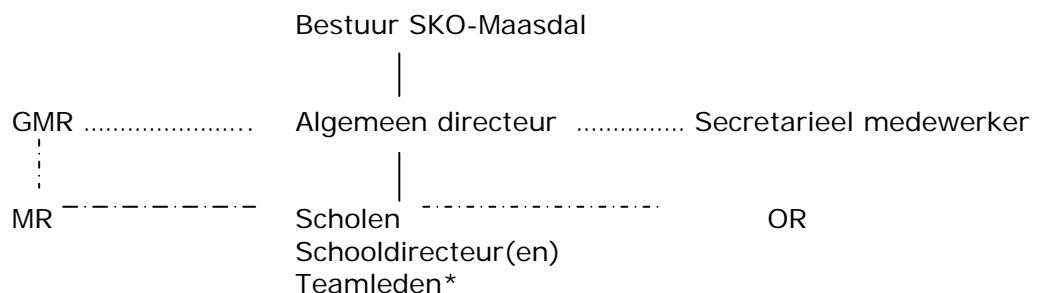 Bestuur SKO-Maasdal
GMR ........................ Algemeen directeur ............... Secretarieel medewerker
MR Scholen OR
Schooldirecteur(en)
Teamleden*